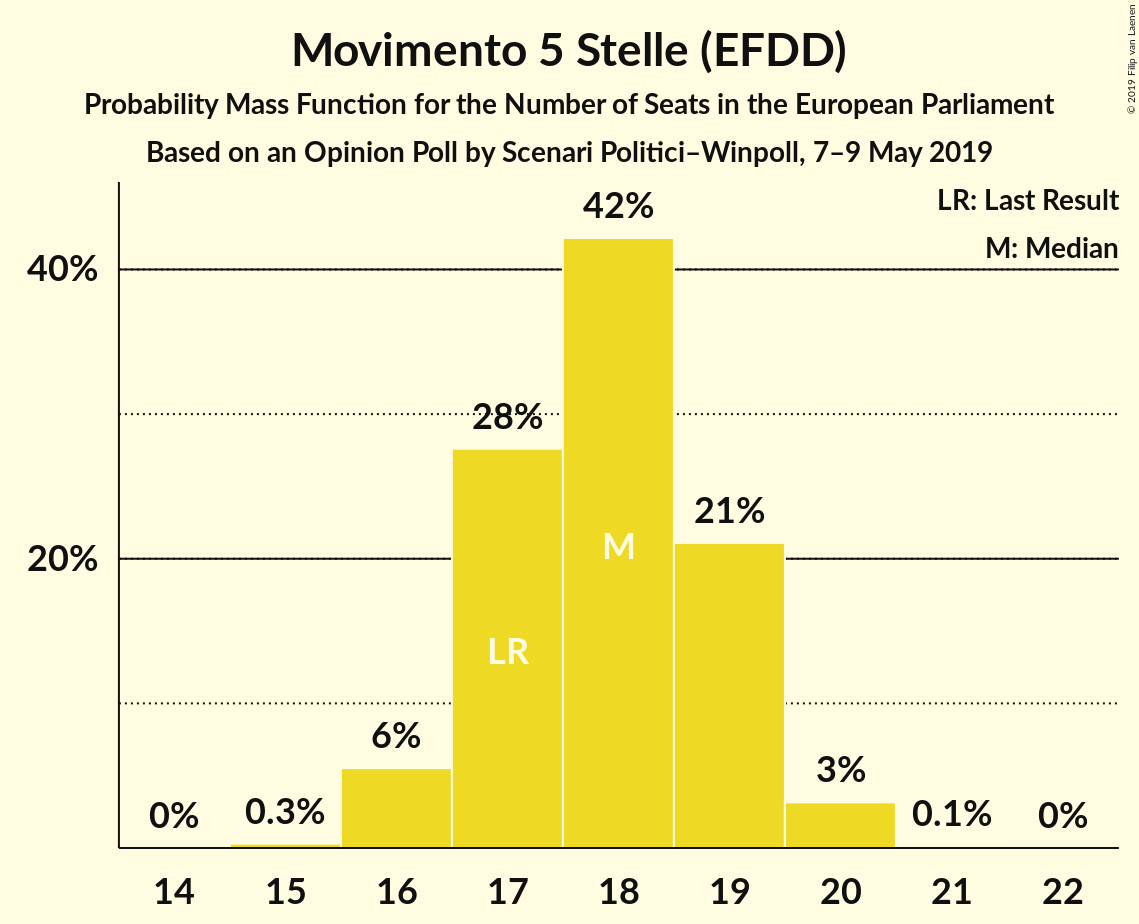 Movimento 5 Stelle (EFDD)
Probability Mass Function for the Number of Seats in the European Parliament
Based on an Opinion Poll by Scenari Politici–Winpoll, 7–9 May 2019
© 2019 Filip van Laenen
LR: Last Result
M: Median
40%
20%
0%
0.3%
6%
28%
42%
21%
3%
0.1%
0%
LR
M
14 15 16 17 18 19 20 21 22